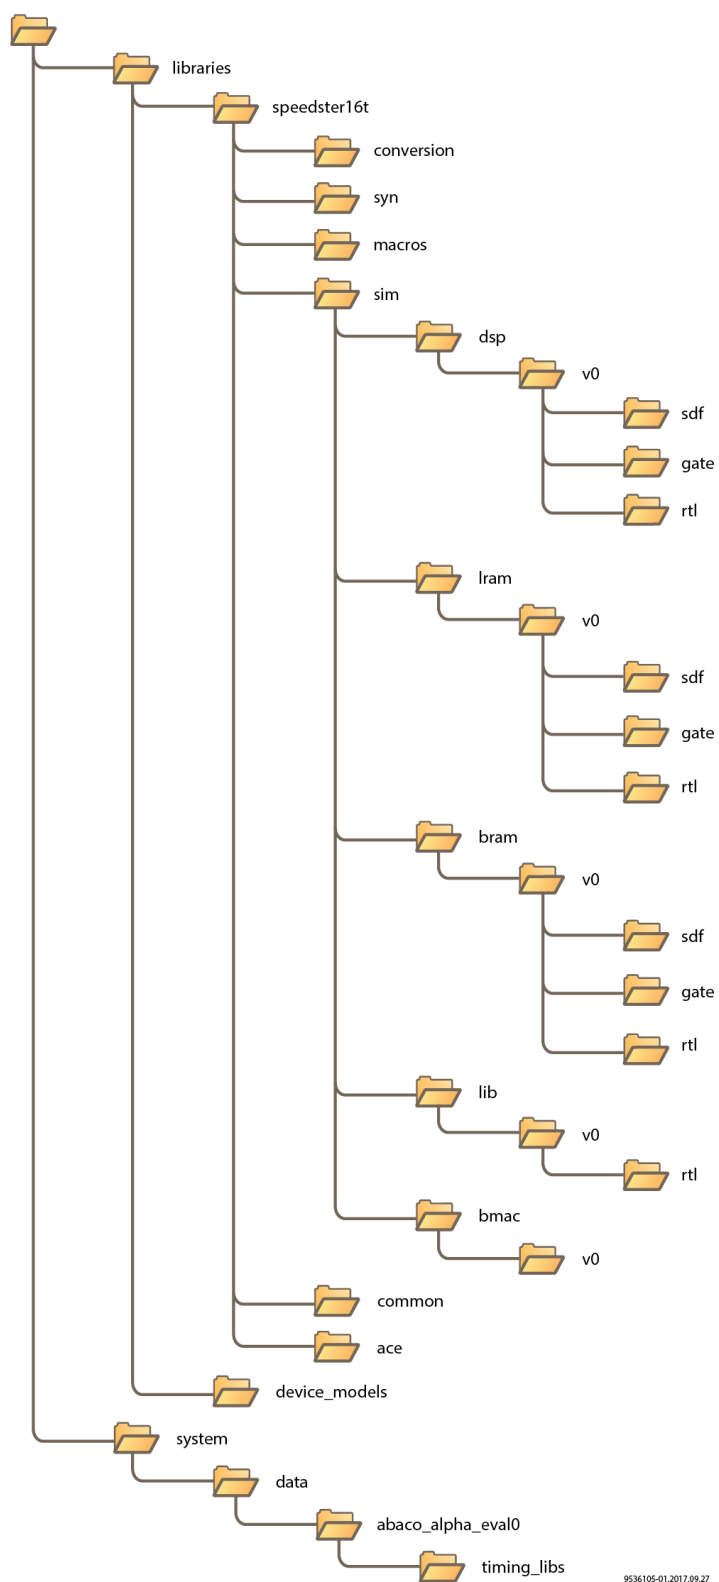 libraries
speedster16t
conversion
syn
macros
sim
dsp
v0
sdf
gate
rtl
lram
v0
sdf
gate
rtl
bram
v0
sdf
gate
rtl
lib
v0
rtl
bmac
v0
common
ace
device_models
system
data
abaco_alpha_eval0
timing_libs
9536105-01.2017.09.27